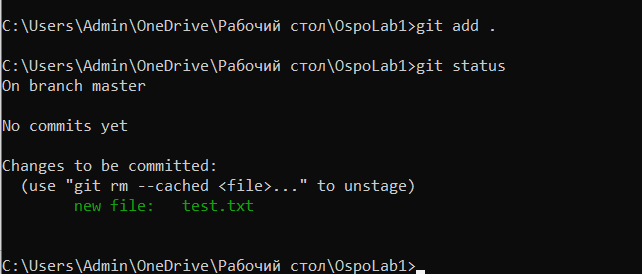 C:\Users\Admin\OneDrive\Рабочий стол\OspoLab1>git add .
C:\Users\Admin\OneDrive\Рабочий стол\OspoLab1>git status
On branch master
No commits yet
Changes to be committed:
(use "git rm --cached <file>..." to unstage)
new file:   test.txt
C:\Users\Admin\OneDrive\Рабочий стол\OspoLab1>